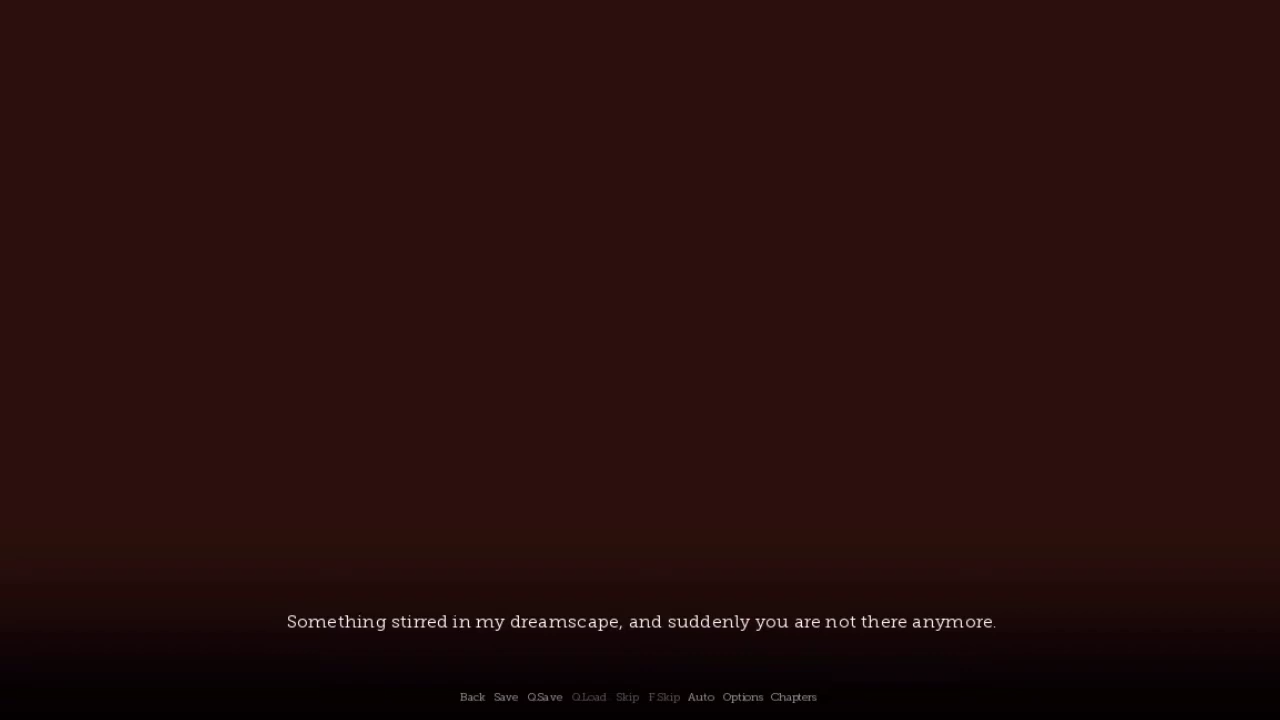 Something stirred in my dreamscape, and suddenly you are not there anymore.
Back Save Q.Save Q.Load Skip F.Skip Auto Options Chapters